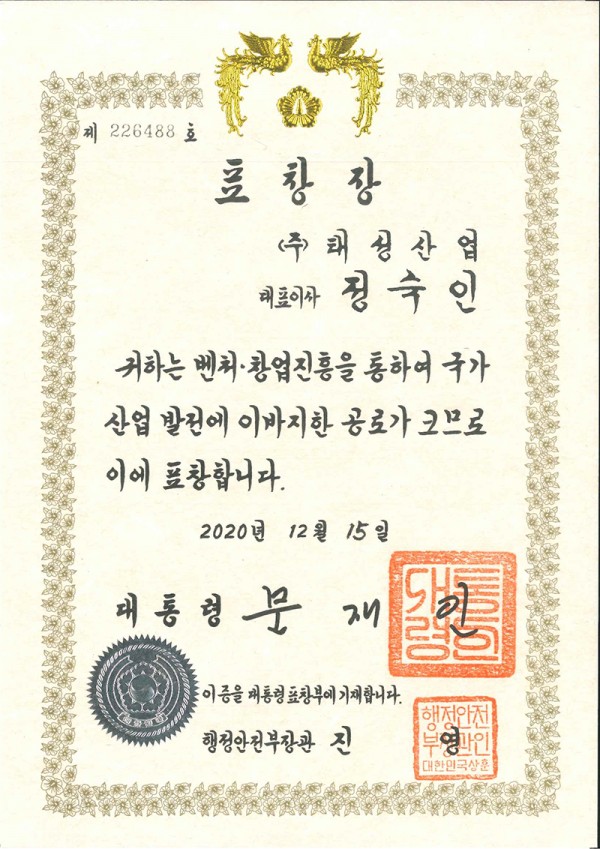 제 226488 호
표창장
(주) 태성산업
대표이사 정숙인
귀하는 벤처·창업진흥을 통하여 국가
산업 발전에 이바지한 공로가 크므로
이에 표창합니다.
2020년 12월 15일
대통령 문재인
대통령의인
이 증을 대통령표창부에 기재합니다.
행정안전부장관 진영
행정안전
부장관인
대한민국상훈